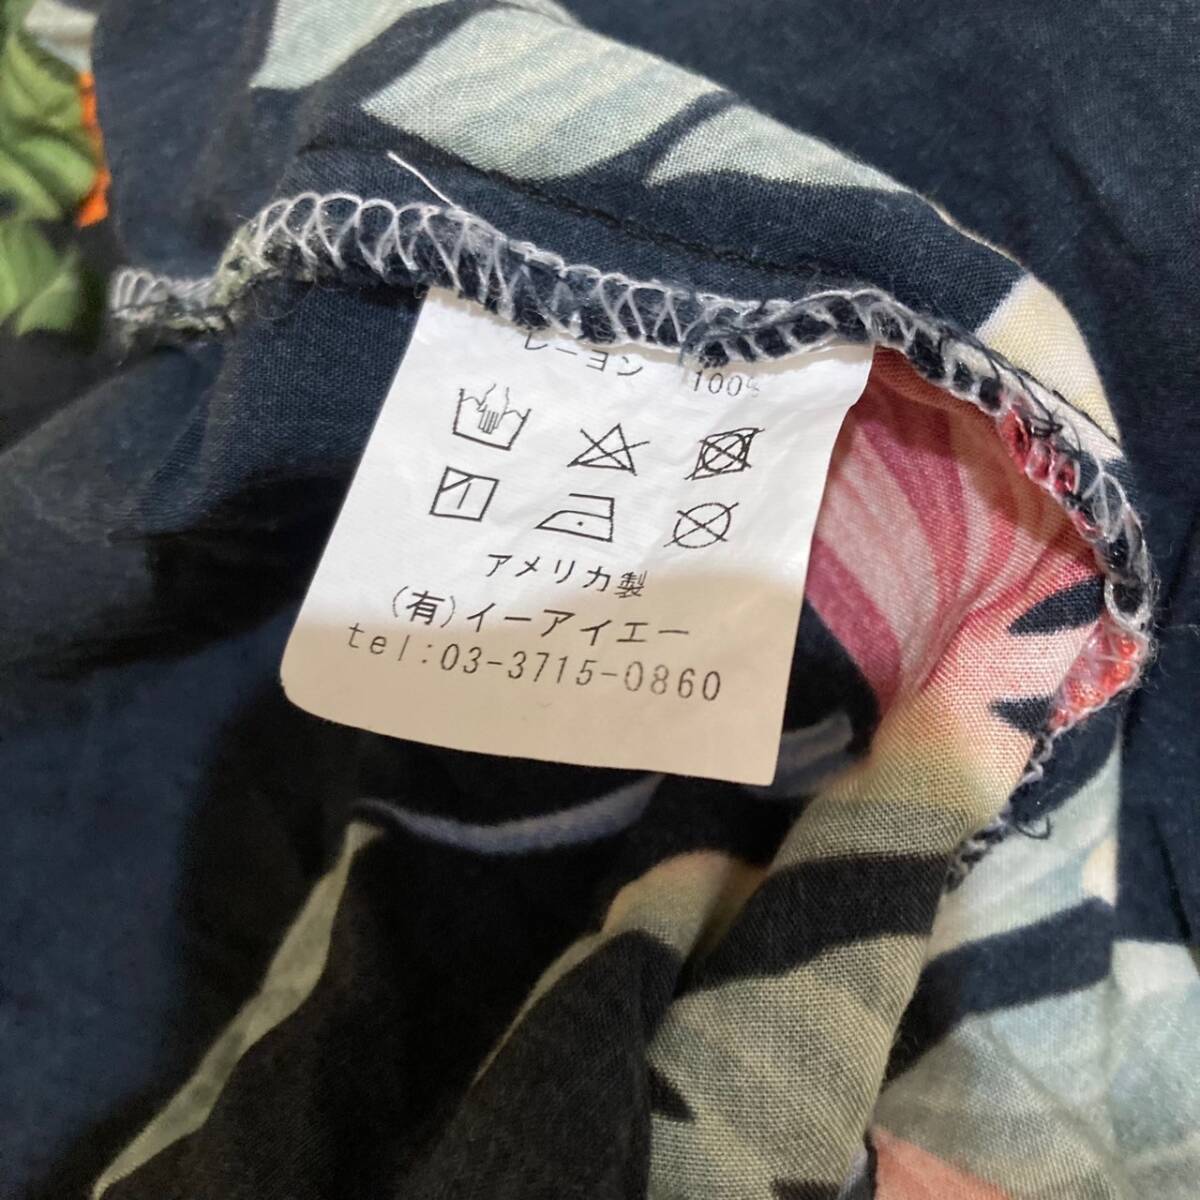 レーヨン 100%
アメリカ製
(有)イーアイエー
tel:03-3715-0860